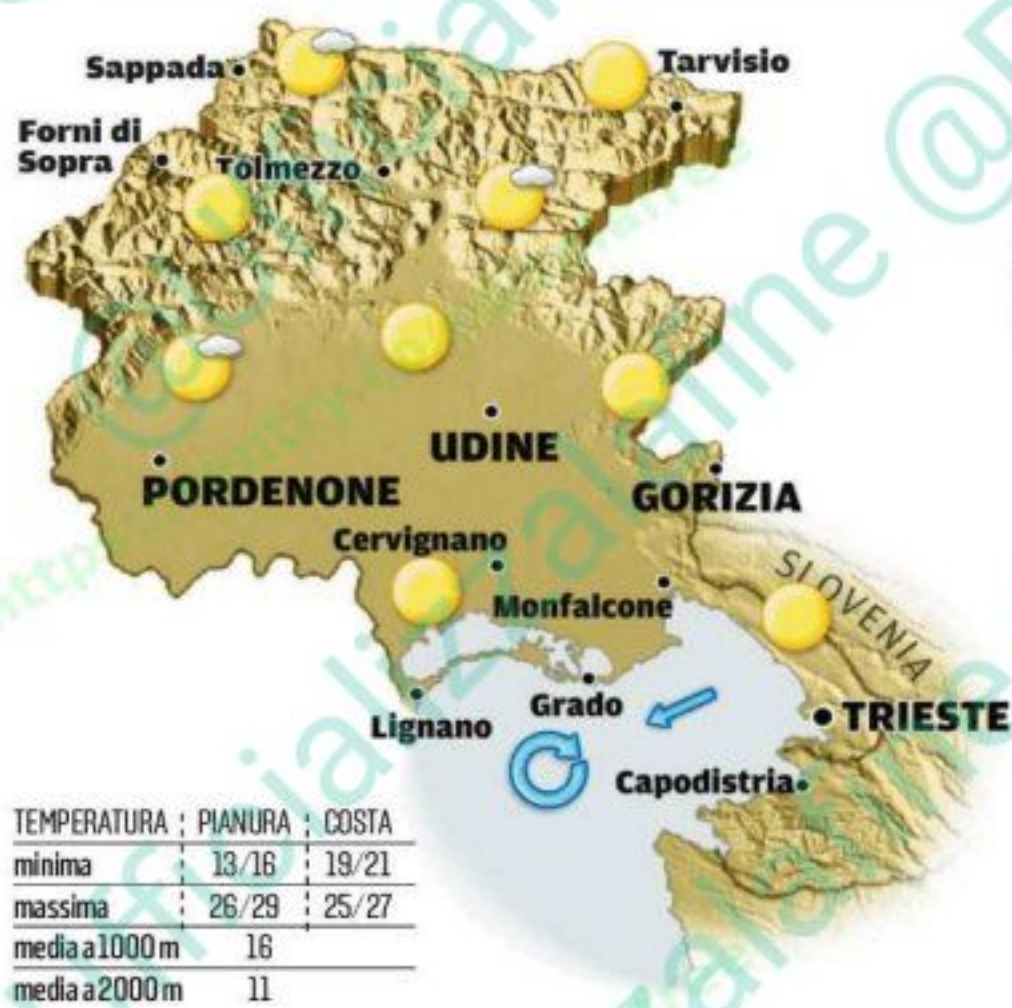 Sappada
Tarvisio
Forni di
Sopra
Tolmezzo
UDINE
PORDENONE
GORIZIA
Cervignano
SLOVENIA
Monfalcone
Grado
Lignano
TRIESTE
Capodistria
TEMPERATURA PIANURA COSTA
minima 13/16 19/21
massima 26/29 25/27
media a 1000 m 16
media a 2000 m 11